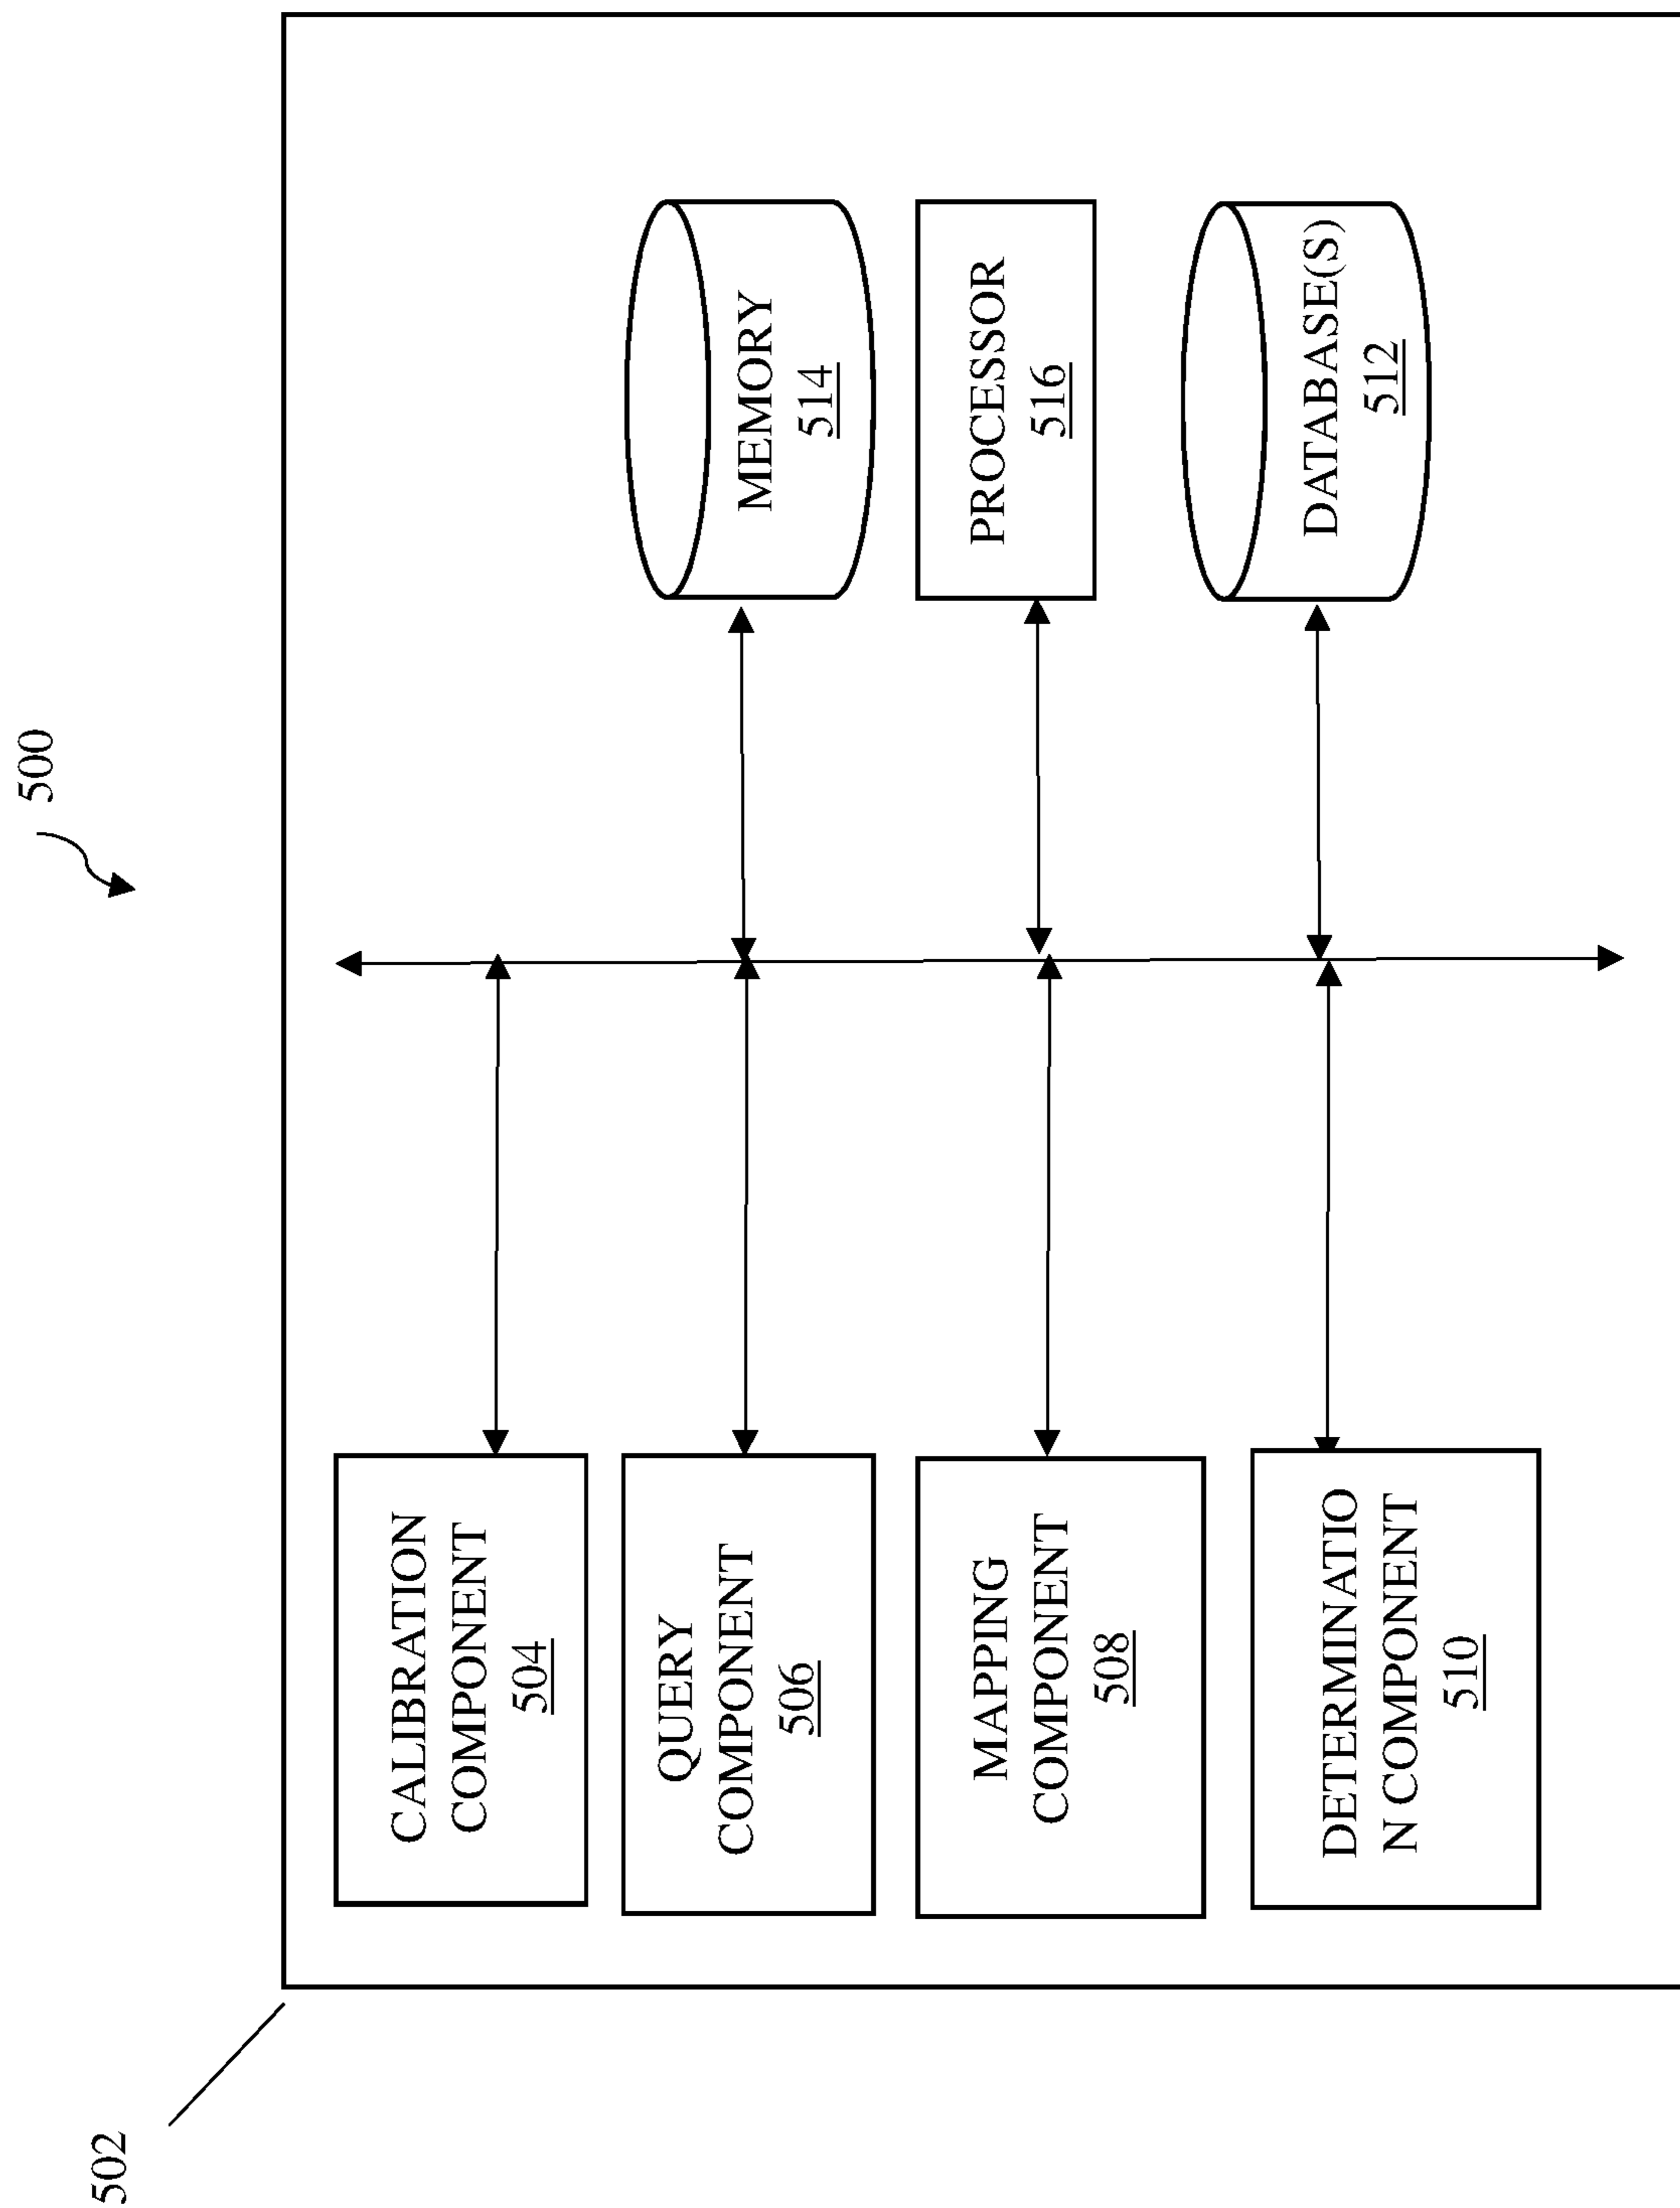 500
502
CALIBRATION
COMPONENT
504
QUERY
COMPONENT
506
MAPPING
COMPONENT
508
DETERMINATIO
N COMPONENT
510
MEMORY
514
PROCESSOR
516
DATABASE(S)
512